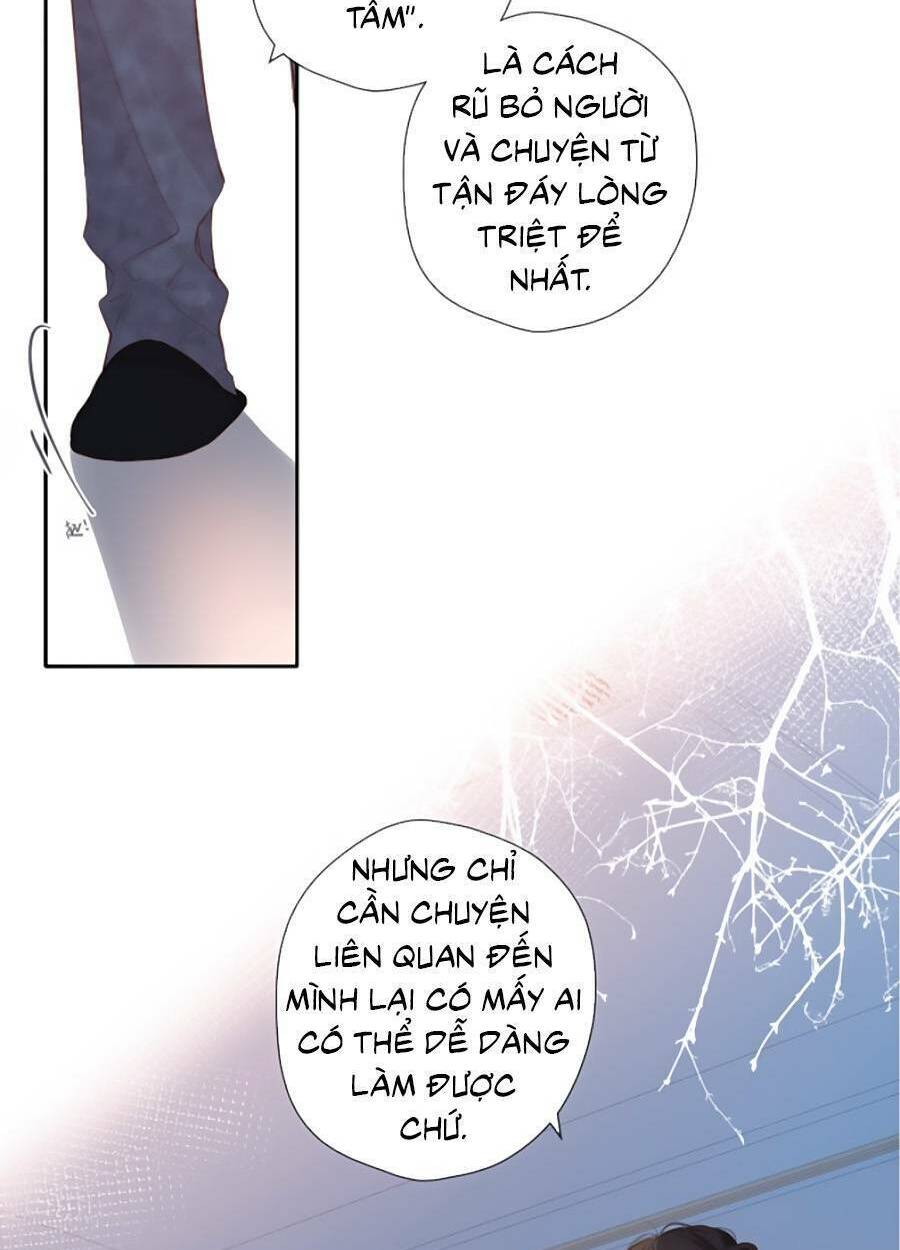 TÂM".
LÀ CÁCH
RŨ BỎ NGƯỜI
VÀ CHUYỆN TỪ
TẬN ĐÁY LÒNG
TRIỆT ĐỂ
NHẤT.
NHƯNG CHỈ
CẦN CHUYỆN
LIÊN QUAN ĐẾN
MÌNH LẠI CÓ MẤY AI
CÓ THỂ DỄ DÀNG
LÀM ĐƯỢC
CHỨ.